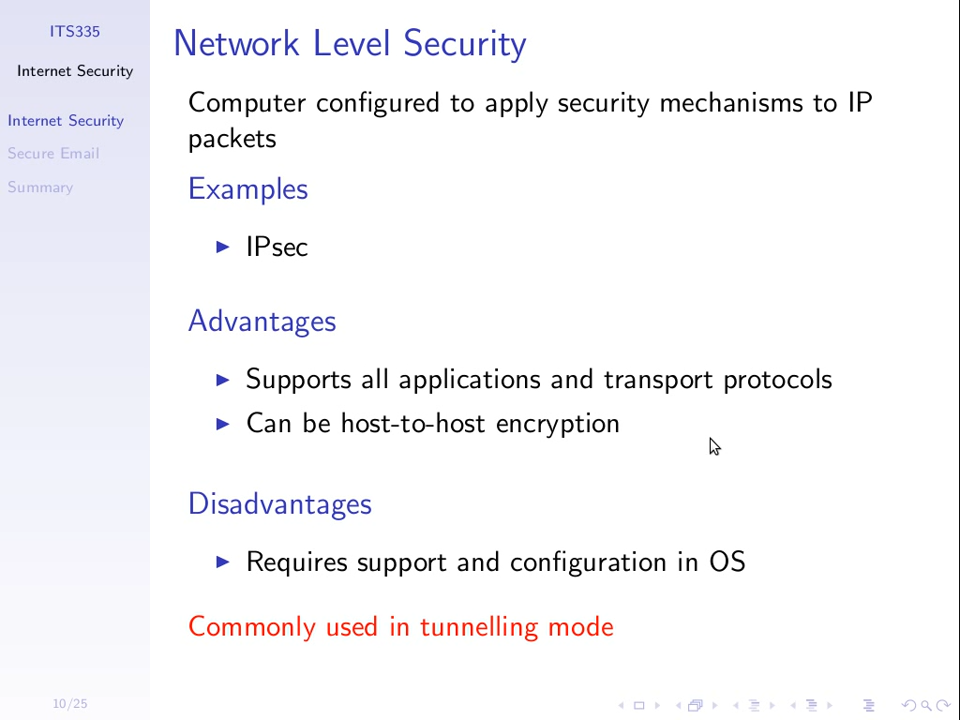 ITS335
Internet Security
Internet Security
Secure Email
Summary
Network Level Security
Computer configured to apply security mechanisms to IP
packets
Examples
▶ IPsec
Advantages
▶ Supports all applications and transport protocols
▶ Can be host-to-host encryption
Disadvantages
▶ Requires support and configuration in OS
Commonly used in tunnelling mode
10/25